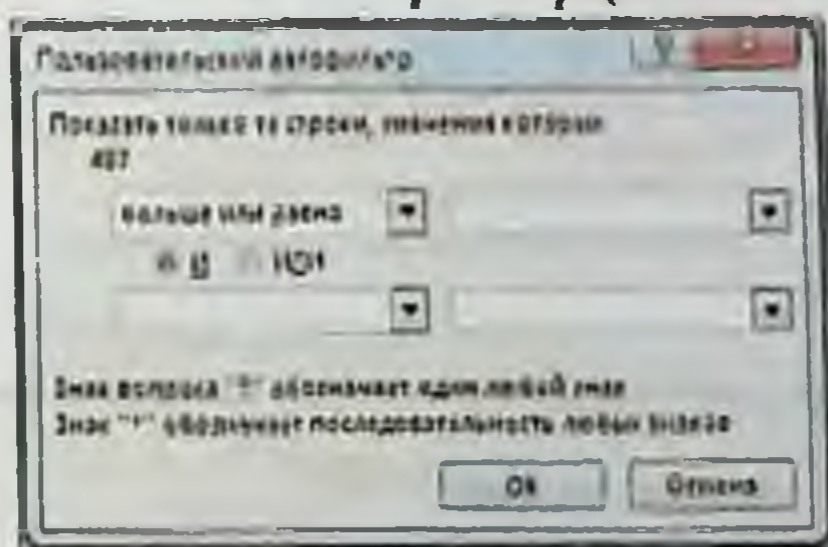 Пользовательский автофильтр
Показать только те строки, значения которых
больше или равно
И ИЛИ
Знак вопроса "?" обозначает один любой знак
Знак "*" обозначает последовательность любых знаков
ОК Отмена